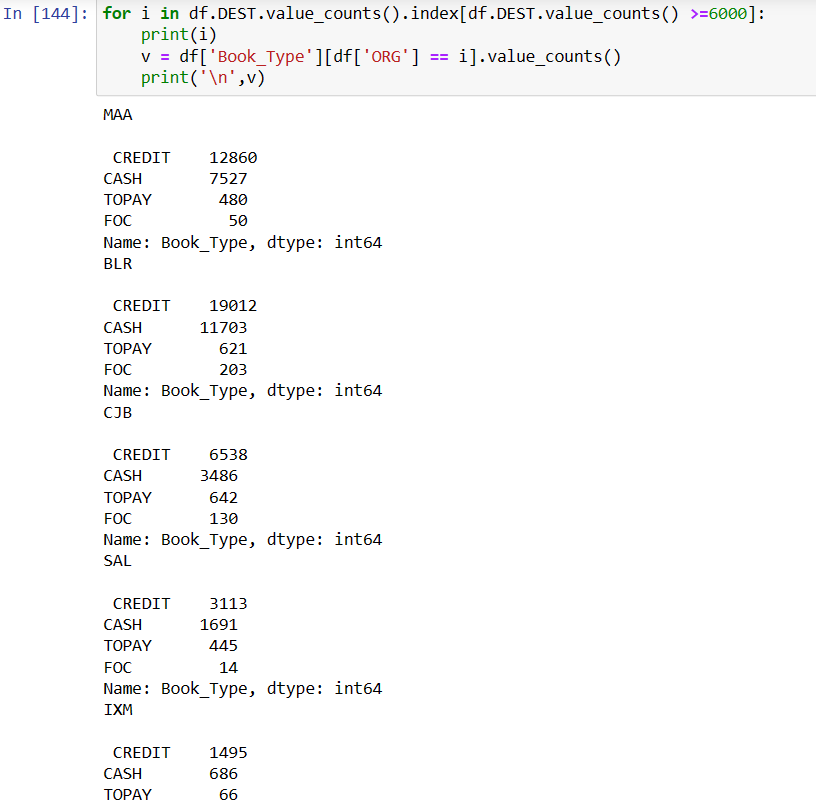 In [144]: for i in df.DEST.value_counts().index[df.DEST.value_counts() >=6000]:
    print(i)
    v = df['Book_Type'][df['ORG'] == i].value_counts()
    print('\n',v)
MAA

 CREDIT    12860
CASH       7527
TOPAY       480
FOC          50
Name: Book_Type, dtype: int64
BLR

 CREDIT    19012
CASH      11703
TOPAY       621
FOC         203
Name: Book_Type, dtype: int64
CJB

 CREDIT    6538
CASH      3486
TOPAY      642
FOC        130
Name: Book_Type, dtype: int64
SAL

 CREDIT    3113
CASH      1691
TOPAY      445
FOC         14
Name: Book_Type, dtype: int64
IXM

 CREDIT    1495
CASH       686
TOPAY       66